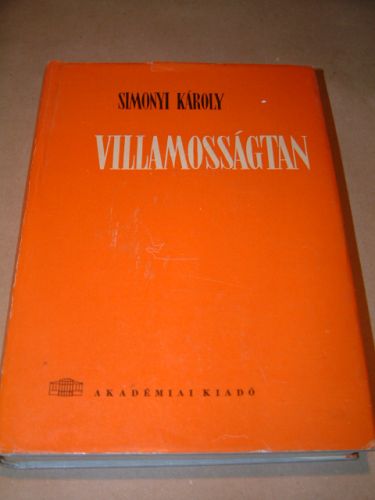 SIMONYI KÁROLY
VILLAMOSSÁGTAN
AKADÉMIAI KIADÓ